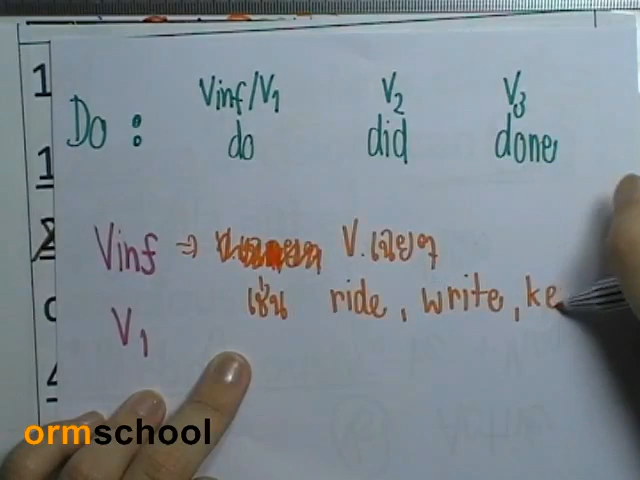 Vinf/V1 V2 V3
Do : do did done
Vinf → V.เฉยๆ
เช่น ride, write, ke
V1
ormschool